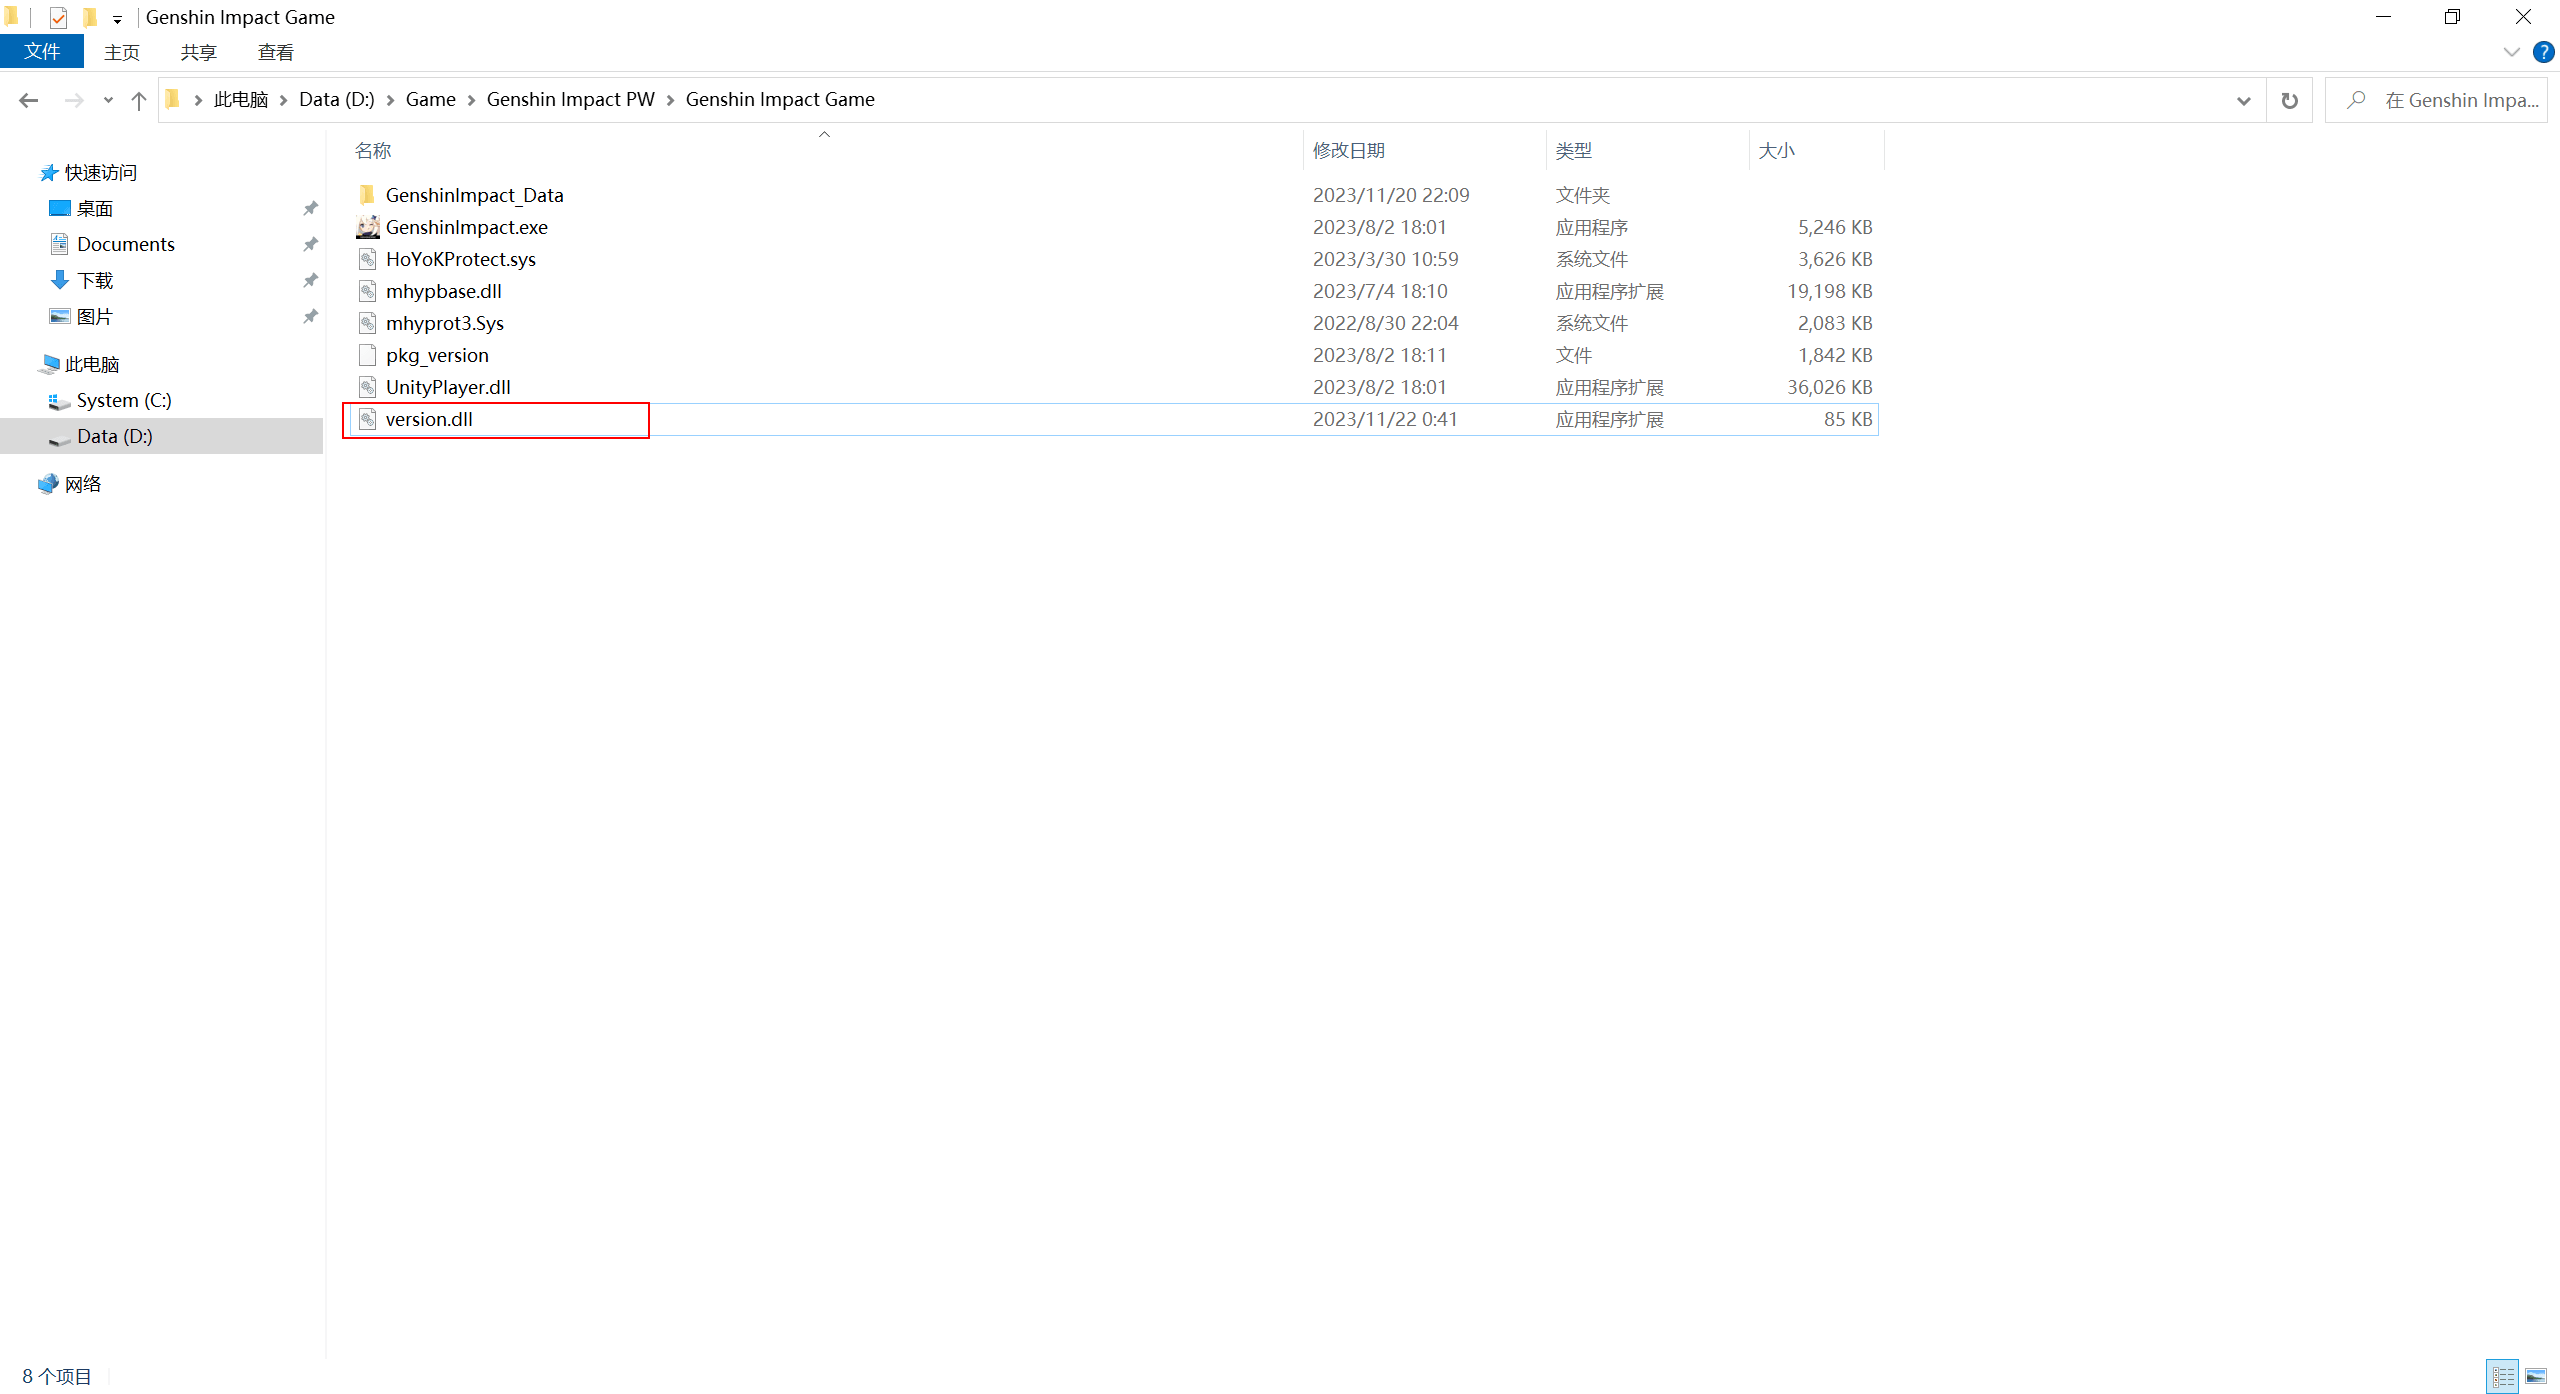 Genshin Impact Game
文件 主页 共享 查看
此电脑 Data (D:) Game Genshin Impact PW Genshin Impact Game 在 Genshin Impa...
名称 修改日期 类型 大小
快速访问
桌面
Documents
下载
图片
此电脑
System (C:)
Data (D:)
网络
GenshinImpact_Data 2023/11/20 22:09 文件夹
GenshinImpact.exe 2023/8/2 18:01 应用程序 5,246 KB
HoYoKProtect.sys 2023/3/30 10:59 系统文件 3,626 KB
mhypbase.dll 2023/7/4 18:10 应用程序扩展 19,198 KB
mhyprot3.Sys 2022/8/30 22:04 系统文件 2,083 KB
pkg_version 2023/8/2 18:11 文件 1,842 KB
UnityPlayer.dll 2023/8/2 18:01 应用程序扩展 36,026 KB
version.dll 2023/11/22 0:41 应用程序扩展 85 KB
8 个项目